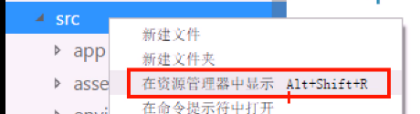 src
新建文件
app
新建文件夹
asse
在资源管理器中显示 Alt+Shift+R
在命令提示符中打开